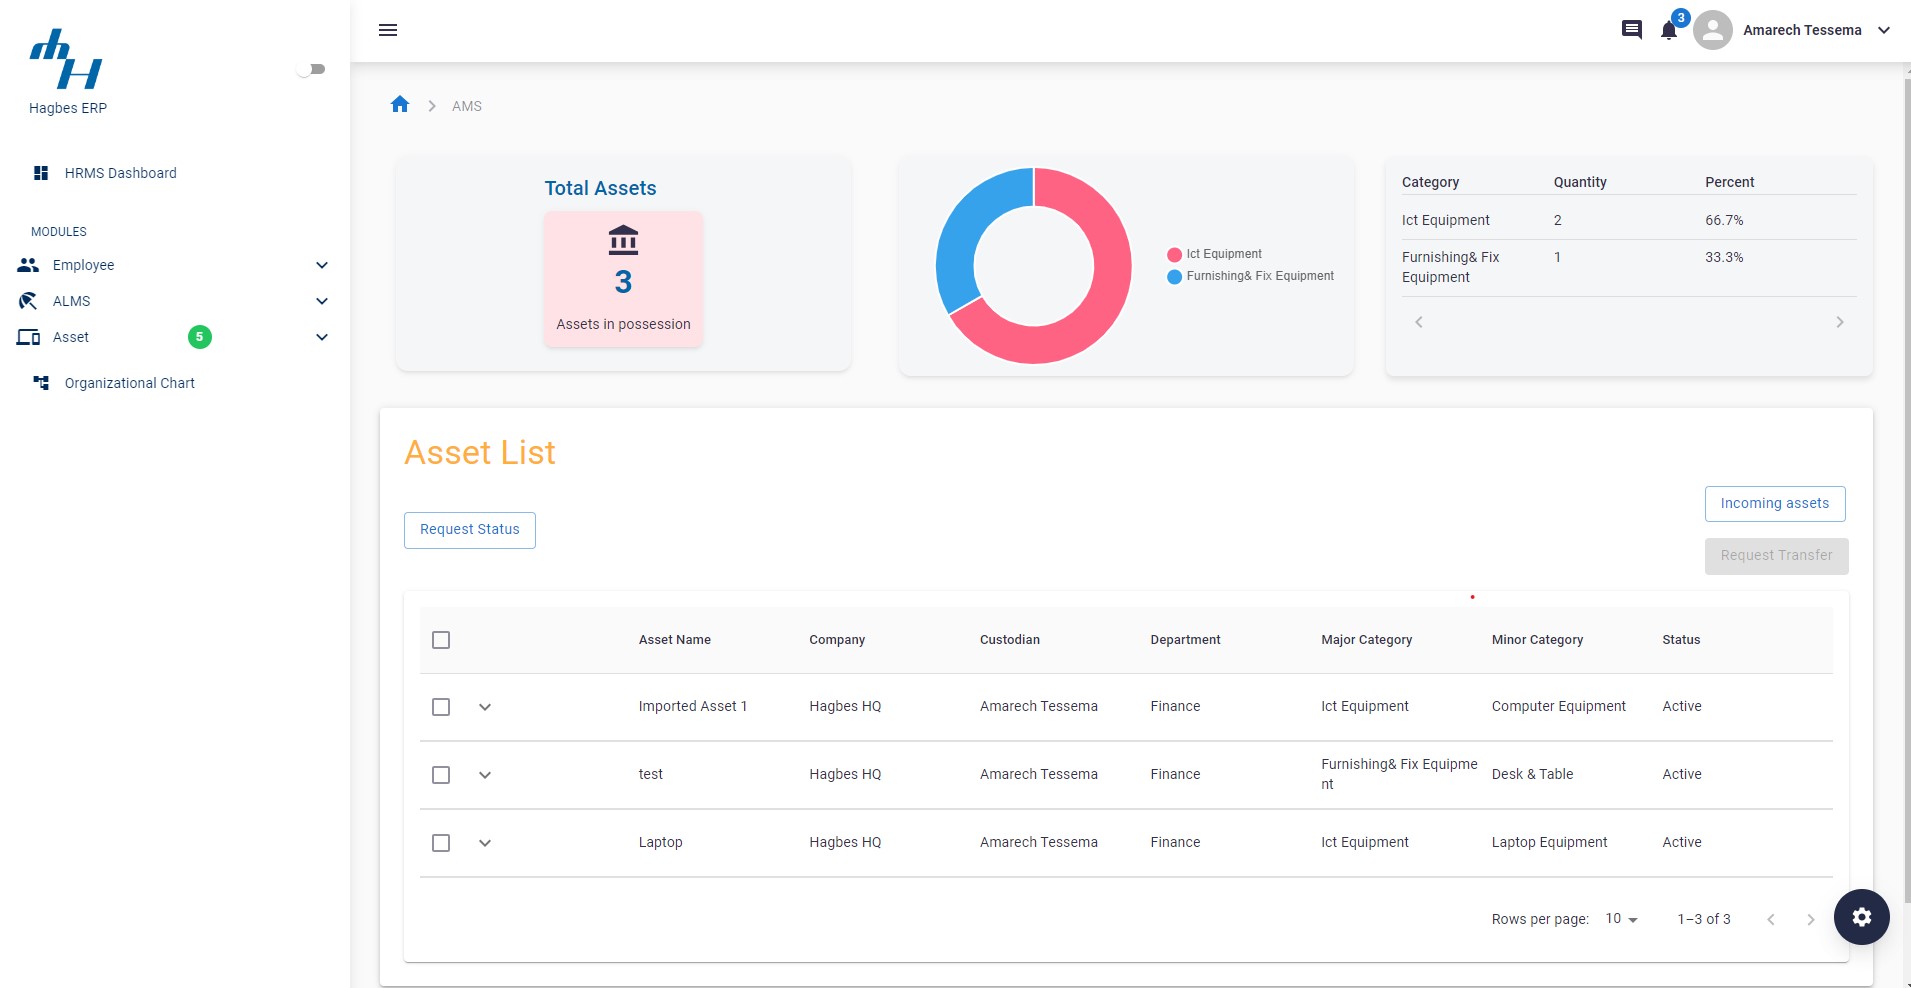 Hagbes ERP
HRMS Dashboard
MODULES
Employee
ALMS
Asset 5
Organizational Chart
3 Amarech Tessema
AMS
Total Assets
3
Assets in possession
Ict Equipment
Furnishing& Fix Equipment
Category Quantity Percent
Ict Equipment 2 66.7%
Furnishing& Fix 1 33.3%
Equipment
Asset List
Request Status
Incoming assets
Request Transfer
Asset Name Company Custodian Department Major Category Minor Category Status
Imported Asset 1 Hagbes HQ Amarech Tessema Finance Ict Equipment Computer Equipment Active
test Hagbes HQ Amarech Tessema Finance Furnishing& Fix Equipme Desk & Table Active
nt
Laptop Hagbes HQ Amarech Tessema Finance Ict Equipment Laptop Equipment Active
Rows per page: 10 1–3 of 3